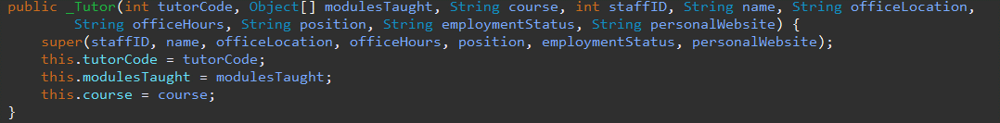 public _Tutor(int tutorCode, Object[] modulesTaught, String course, int staffID, String name, String officeLocation,
String officeHours, String position, String employmentStatus, String personalWebsite) {
super(staffID, name, officeLocation, officeHours, position, employmentStatus, personalWebsite);
this.tutorCode = tutorCode;
this.modulesTaught = modulesTaught;
this.course = course;
}